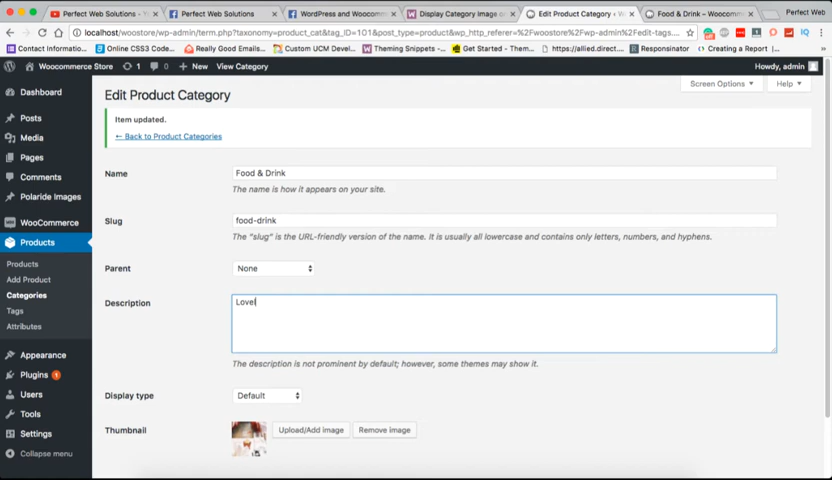 Perfect Web Solutions - Y
Perfect Web Solutions
WordPress and Woocomm
Display Category Image on
Edit Product Category ‹ W
Food & Drink – Woocomm
Perfect Web
localhost/woostore/wp-admin/term.php?taxonomy=product_cat&tag_ID=101&post_type=product&wp_http_referer=%2Fwoostore%2Fwp-admin%2Fedit-tags.
Contact Informatio...
Online CSS3 Code...
Really Good Emails...
Custom UCM Devel...
Theming Snippets -...
Get Started - Them...
https://allied.direct...
Responsinator
Creating a Report...
Woocommerce Store
1
0
New
View Category
Howdy, admin
Dashboard
Posts
Media
Pages
Comments
Polaride Images
WooCommerce
Products
Products
Add Product
Categories
Tags
Attributes
Appearance
Plugins 1
Users
Tools
Settings
Collapse menu
Screen Options
Help
Edit Product Category
Item updated.
← Back to Product Categories
Name
Food & Drink
The name is how it appears on your site.
Slug
food-drink
The "slug" is the URL-friendly version of the name. It is usually all lowercase and contains only letters, numbers, and hyphens.
Parent
None
Description
Lovel
The description is not prominent by default; however, some themes may show it.
Display type
Default
Thumbnail
Upload/Add image
Remove image